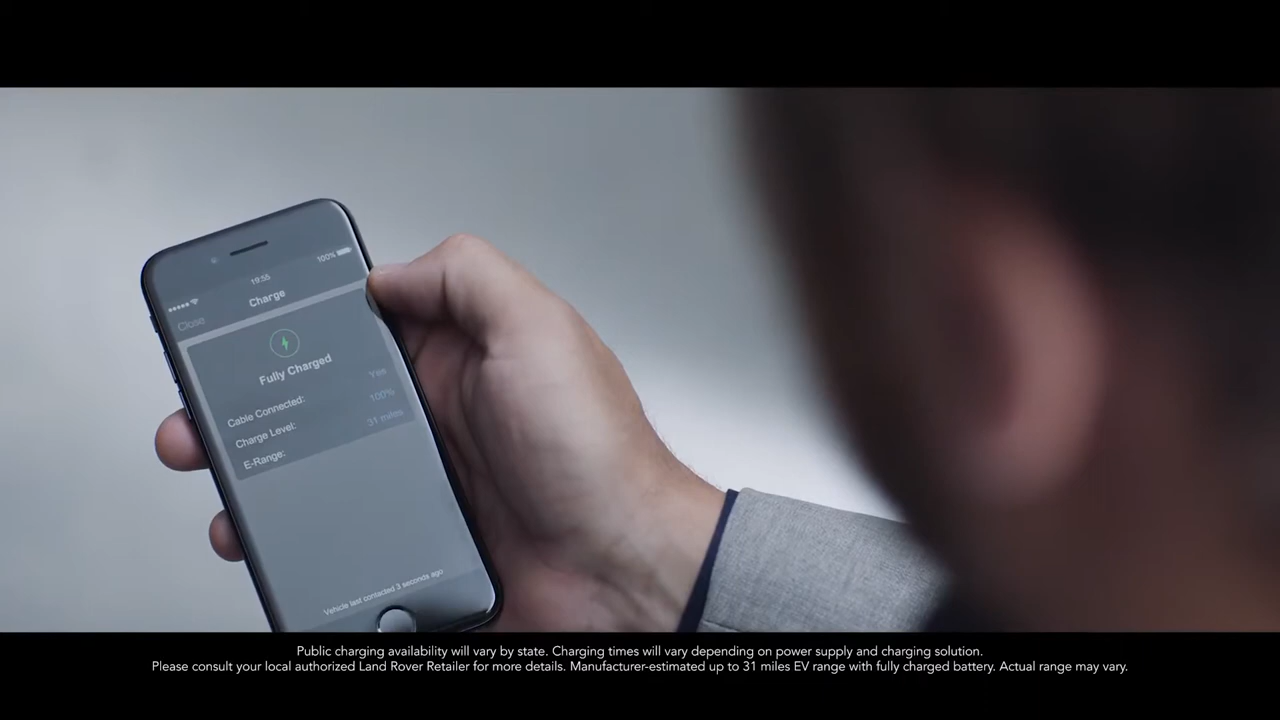 100%
19:55
Charge
Close
Fully Charged
Cable Connected: Yes
Charge Level: 100%
E-Range: 31 miles
Vehicle last contacted 3 seconds ago
Public charging availability will vary by state. Charging times will vary depending on power supply and charging solution.
Please consult your local authorized Land Rover Retailer for more details. Manufacturer-estimated up to 31 miles EV range with fully charged battery. Actual range may vary.